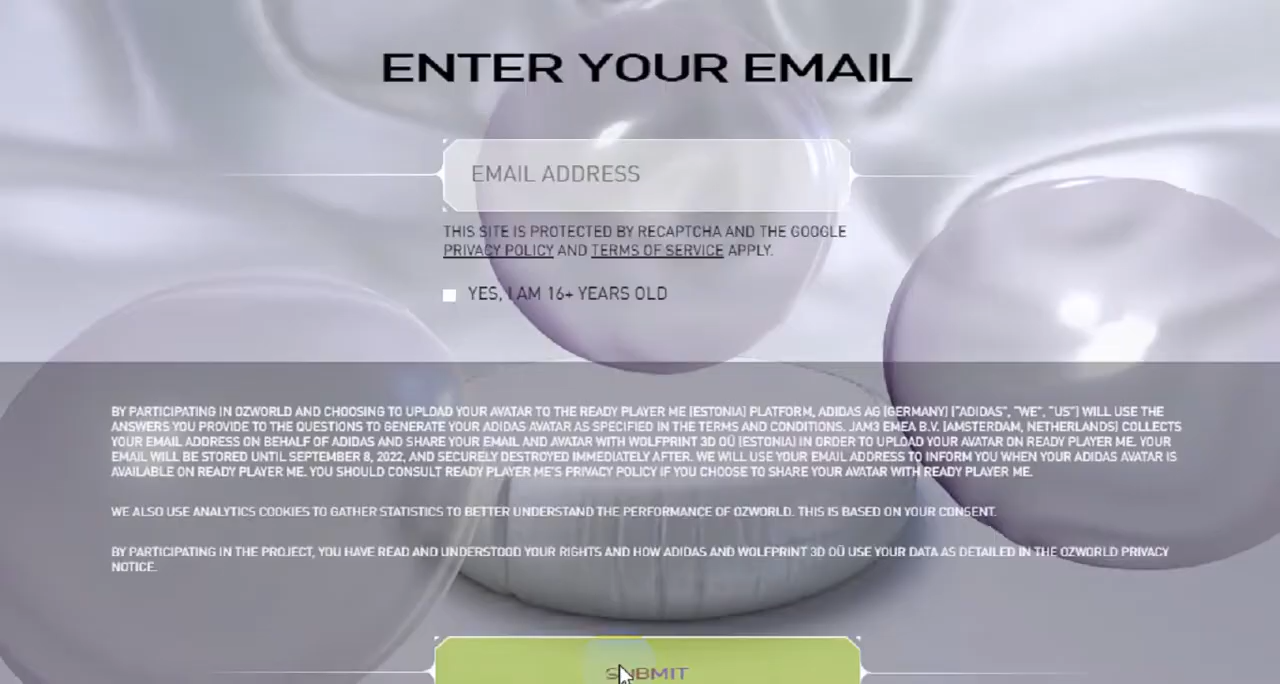 ENTER YOUR EMAIL
EMAIL ADDRESS
THIS SITE IS PROTECTED BY RECAPTCHA AND THE GOOGLE
PRIVACY POLICY AND TERMS OF SERVICE APPLY.
YES, I AM 16+ YEARS OLD
BY PARTICIPATING IN OZWORLD AND CHOOSING TO UPLOAD YOUR AVATAR TO THE READY PLAYER ME (ESTONIA) PLATFORM, ADIDAS AG (GERMANY) ("ADIDAS", "WE", "US") WILL USE THE
ANSWERS YOU PROVIDE TO THE QUESTIONS TO GENERATE YOUR ADIDAS AVATAR AS SPECIFIED IN THE TERMS AND CONDITIONS. JAM3 EMEA B.V. (AMSTERDAM, NETHERLANDS) COLLECTS
YOUR EMAIL ADDRESS ON BEHALF OF ADIDAS AND SHARE YOUR EMAIL AND AVATAR WITH WOLFPRINT 3D OÜ (ESTONIA) IN ORDER TO UPLOAD YOUR AVATAR ON READY PLAYER ME. YOUR
EMAIL WILL BE STORED UNTIL SEPTEMBER 8, 2022, AND SECURELY DESTROYED IMMEDIATELY AFTER. WE WILL USE YOUR EMAIL ADDRESS TO INFORM YOU WHEN YOUR ADIDAS AVATAR IS
AVAILABLE ON READY PLAYER ME. YOU SHOULD CONSULT READY PLAYER ME'S PRIVACY POLICY IF YOU CHOOSE TO SHARE YOUR AVATAR WITH READY PLAYER ME.
WE ALSO USE ANALYTICS COOKIES TO GATHER STATISTICS TO BETTER UNDERSTAND THE PERFORMANCE OF OZWORLD. THIS IS BASED ON YOUR CONSENT.
BY PARTICIPATING IN THE PROJECT, YOU HAVE READ AND UNDERSTOOD YOUR RIGHTS AND HOW ADIDAS AND WOLFPRINT 3D OÜ USE YOUR DATA AS DETAILED IN THE OZWORLD PRIVACY
NOTICE.
SUBMIT